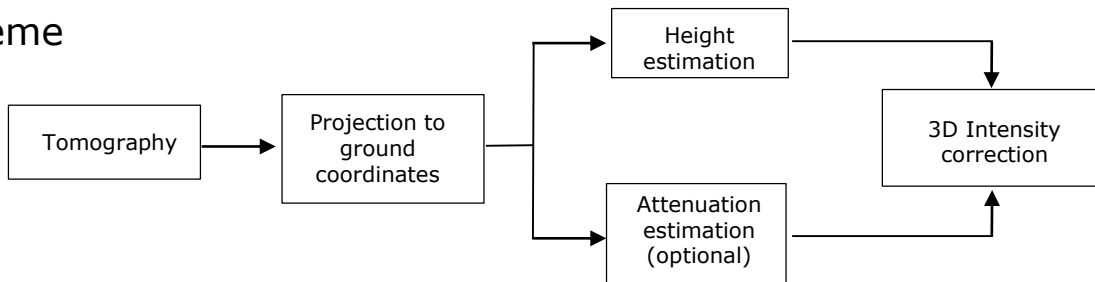 eme
Tomography
Projection to
ground
coordinates
Height
estimation
Attenuation
estimation
(optional)
3D Intensity
correction